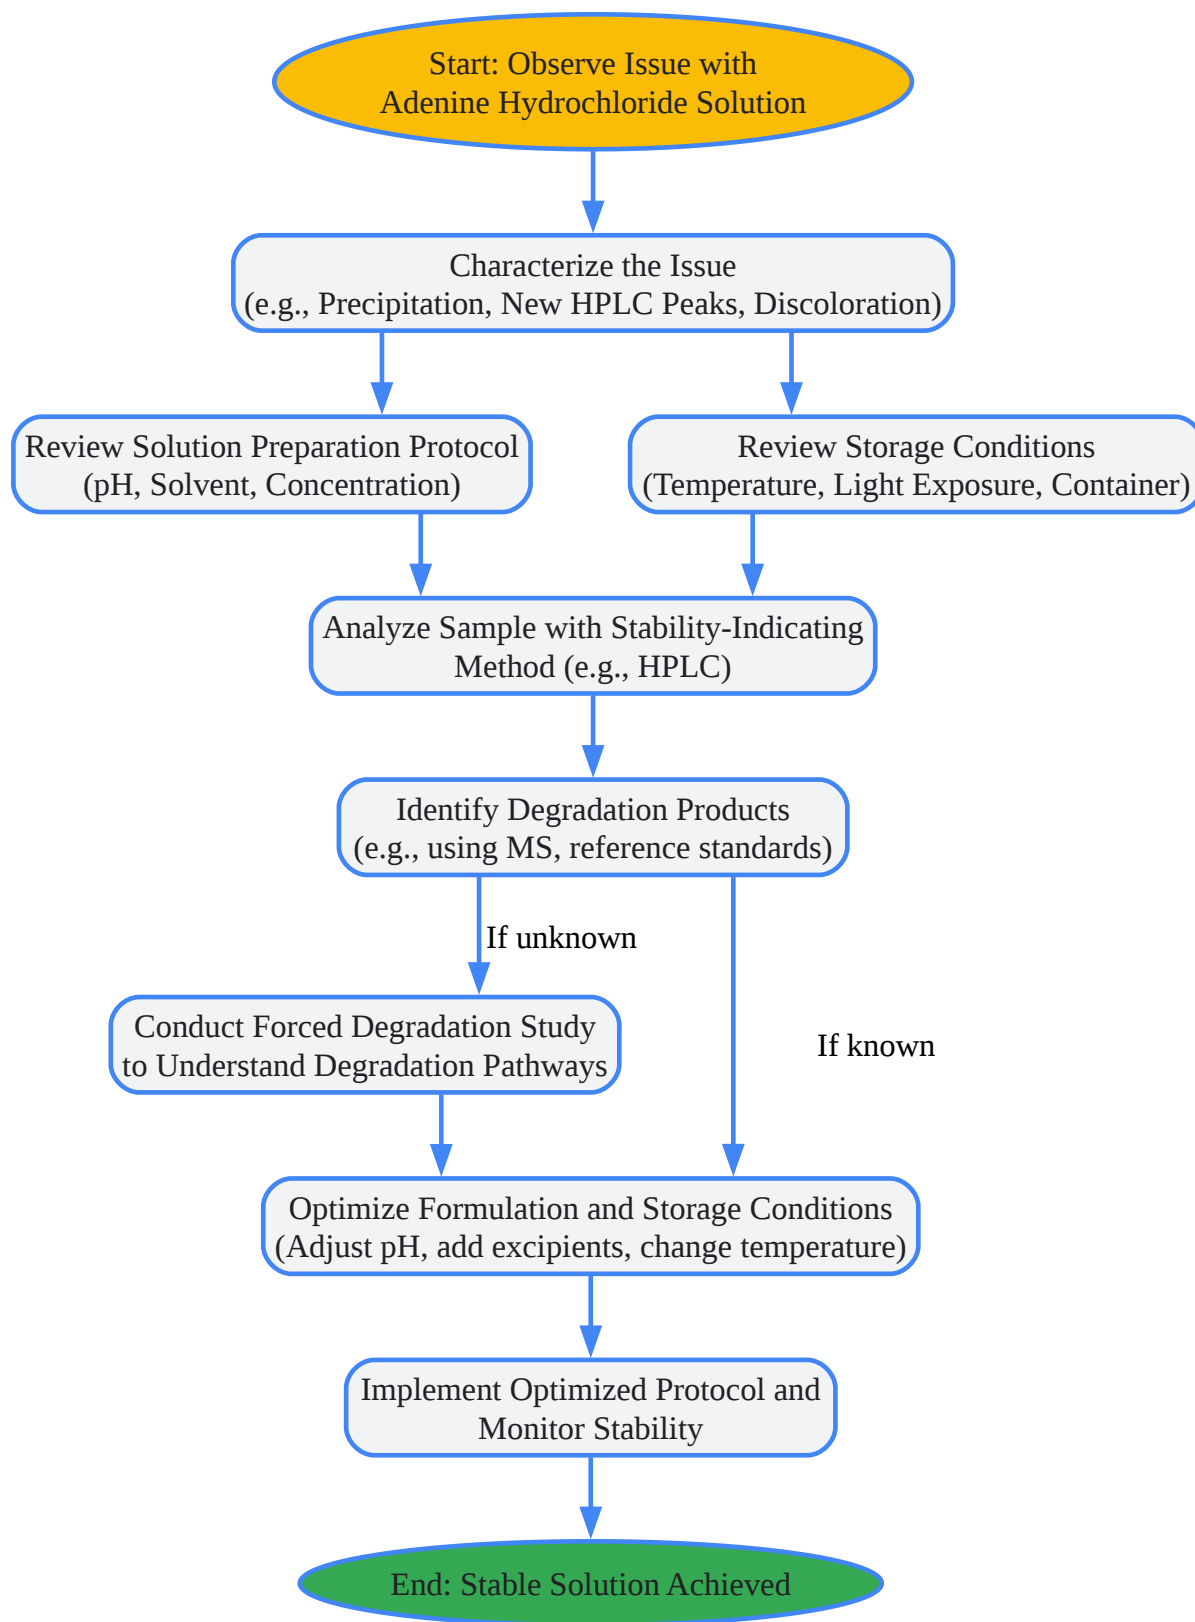 Start: Observe Issue with
Adenine Hydrochloride Solution
Characterize the Issue
(e.g., Precipitation, New HPLC Peaks, Discoloration)
Review Solution Preparation Protocol
(pH, Solvent, Concentration)
Review Storage Conditions
(Temperature, Light Exposure, Container)
Analyze Sample with Stability-Indicating
Method (e.g., HPLC)
Identify Degradation Products
(e.g., using MS, reference standards)
If unknown
Conduct Forced Degradation Study
to Understand Degradation Pathways
If known
Optimize Formulation and Storage Conditions
(Adjust pH, add excipients, change temperature)
Implement Optimized Protocol and
Monitor Stability
End: Stable Solution Achieved